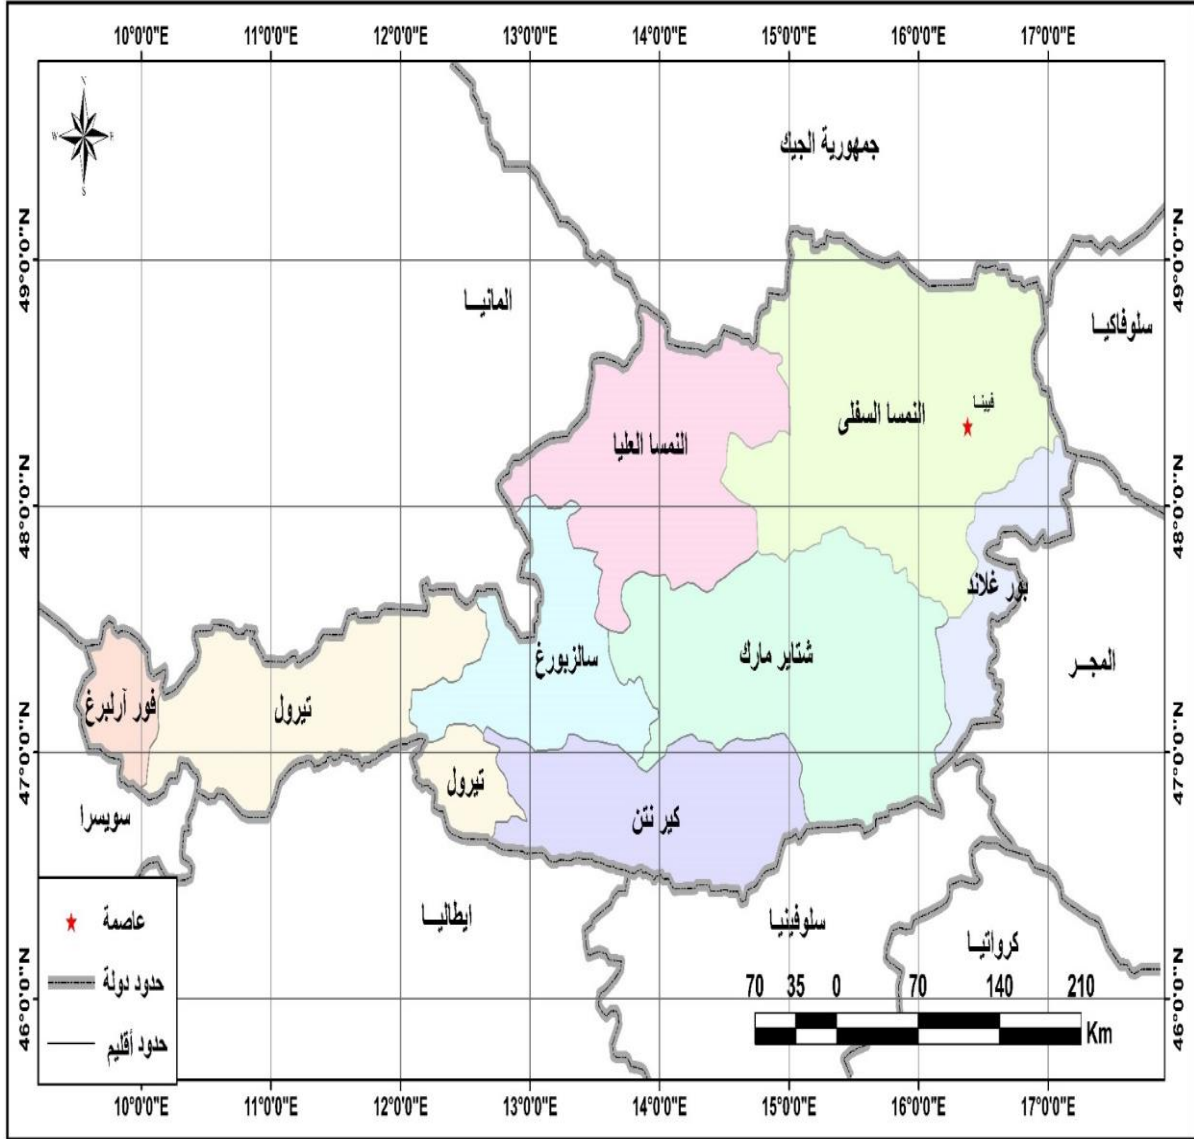 10°0'0"E 11°0'0"E 12°0'0"E 13°0'0"E 14°0'0"E 15°0'0"E 16°0'0"E 17°0'0"E
N
W E
S
جمهورية الجيك
49°0'0"N 49°0'0"N
المانيــا
سلوفاكيـا
فيينـا
النمسا السفلى
النمسا العليا
48°0'0"N 48°0'0"N
بور غلاند
شتاير مارك
سالزبورغ
المجــر
تيرول
فور آرلبرغ
47°0'0"N 47°0'0"N
تيرول
كير نتن
سويسرا
ايطاليــا
سلوفينيـا
كرواتيـا
عاصمة
حدود دولة
حدود أقليم
46°0'0"N 46°0'0"N
70 35 0 70 140 210
Km
10°0'0"E 11°0'0"E 12°0'0"E 13°0'0"E 14°0'0"E 15°0'0"E 16°0'0"E 17°0'0"E